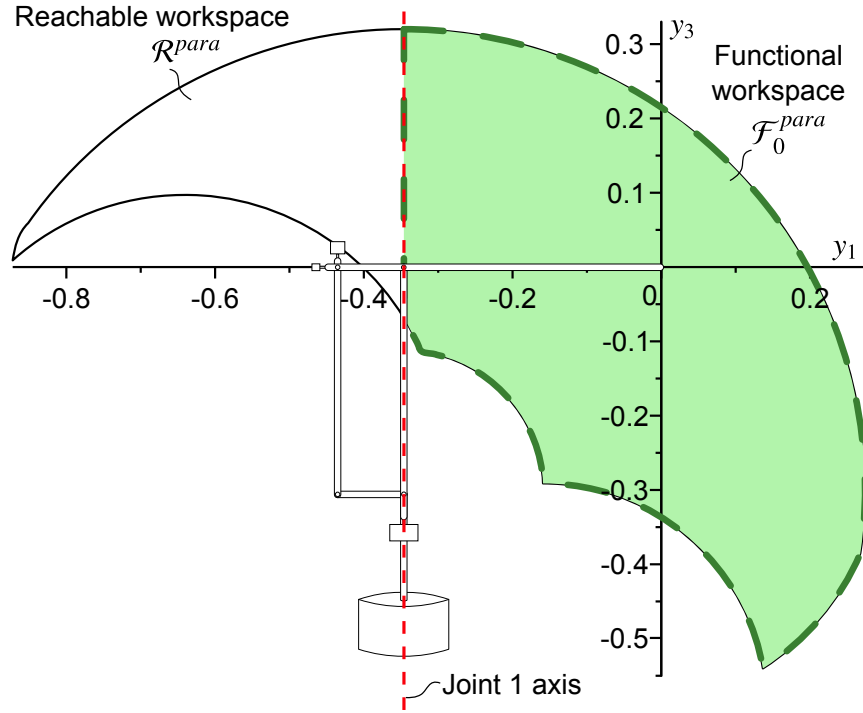 Reachable workspace
ℛ^para
y₃
Functional
workspace
ℱ₀^para
0.3
0.2
0.1
y₁
-0.8
-0.6
-0.4
-0.2
0
0.2
-0.1
-0.2
-0.3
-0.4
-0.5
Joint 1 axis